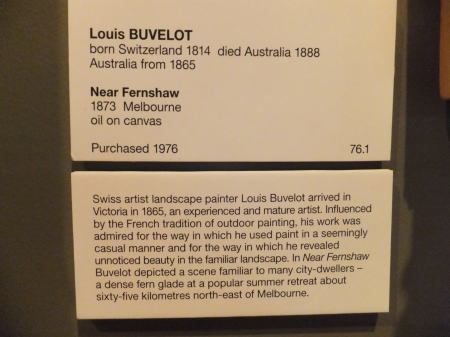 Louis BUVELOT
born Switzerland 1814 died Australia 1888
Australia from 1865
Near Fernshaw
1873 Melbourne
oil on canvas
Purchased 1976 76.1
Swiss artist landscape painter Louis Buvelot arrived in
Victoria in 1865, an experienced and mature artist. Influenced
by the French tradition of outdoor painting, his work was
admired for the way in which he used paint in a seemingly
casual manner and for the way in which he revealed
unnoticed beauty in the familiar landscape. In Near Fernshaw
Buvelot depicted a scene familiar to many city-dwellers –
a dense fern glade at a popular summer retreat about
sixty-five kilometres north-east of Melbourne.